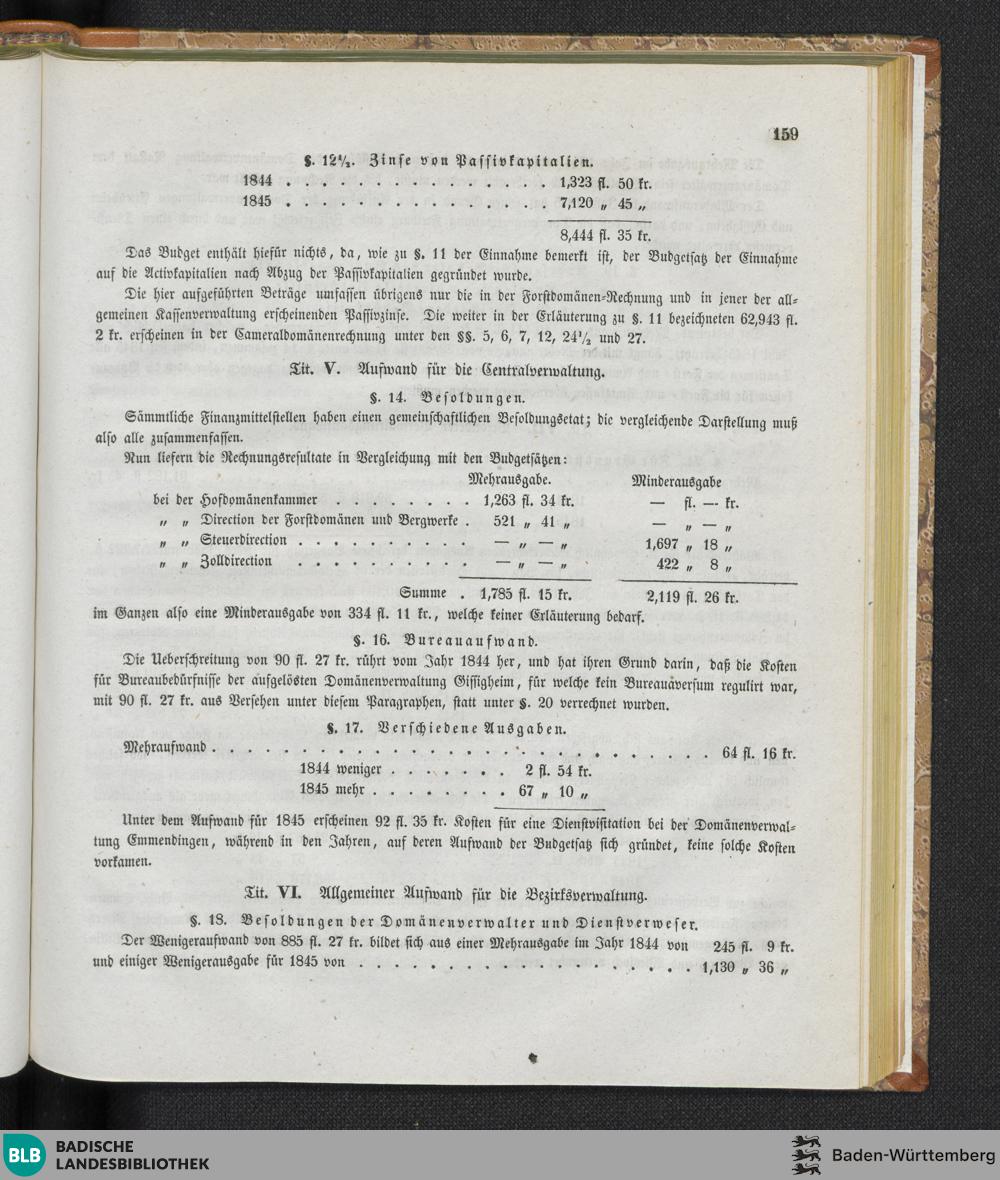 159
§. 12½. Zinse von Passivkapitalien.
1844 . . . . . . . . . . . . . . . 1,323 fl. 50 kr.
1845 . . . . . . . . . . . . . . . 7,120 „ 45 „
8,444 fl. 35 kr.
Das Budget enthält hiefür nichts, da, wie zu §. 11 der Einnahme bemerkt ist, der Budgetsatz der Einnahme
auf die Activkapitalien nach Abzug der Passivkapitalien gegründet wurde.
Die hier aufgeführten Beträge umfassen übrigens nur die in der Forstdomänen-Rechnung und in jener der all-
gemeinen Kassenverwaltung erscheinenden Passivzinse. Die weiter in der Erläuterung zu §. 11 bezeichneten 62,943 fl.
2 kr. erscheinen in der Cameraldomänenrechnung unter den §§. 5, 6, 7, 12, 24½ und 27.
Tit. V. Aufwand für die Centralverwaltung.
§. 14. Besoldungen.
Sämmtliche Finanzmittelstellen haben einen gemeinschaftlichen Besoldungsetat; die vergleichende Darstellung muß
also alle zusammenfassen.
Nun liefern die Rechnungsresultate in Vergleichung mit den Budgetsätzen:
Mehrausgabe. Minderausgabe
bei der Hofdomänenkammer . . . . . . . . 1,263 fl. 34 kr. — fl. — kr.
„ „ Direction der Forstdomänen und Bergwerke . 521 „ 41 „ — „ — „
„ „ Steuerdirection . . . . . . . . . . — „ — „ 1,697 „ 18 „
„ „ Zolldirection . . . . . . . . . . — „ — „ 422 „ 8 „
Summe . 1,785 fl. 15 kr. 2,119 fl. 26 kr.
im Ganzen also eine Minderausgabe von 334 fl. 11 kr., welche keiner Erläuterung bedarf.
§. 16. Bureauaufwand.
Die Ueberschreitung von 90 fl. 27 kr. rührt vom Jahr 1844 her, und hat ihren Grund darin, daß die Kosten
für Bureaubedürfnisse der aufgelösten Domänenverwaltung Gissigheim, für welche kein Bureauaversum regulirt war,
mit 90 fl. 27 kr. aus Versehen unter diesem Paragraphen, statt unter §. 20 verrechnet wurden.
§. 17. Verschiedene Ausgaben.
Mehraufwand . . . . . . . . . . . . . . . . . . . . . . . . . . . . 64 fl. 16 kr.
1844 weniger . . . . . . . 2 fl. 54 kr.
1845 mehr . . . . . . . . 67 „ 10 „
Unter dem Aufwand für 1845 erscheinen 92 fl. 35 kr. Kosten für eine Dienstvisitation bei der Domänenverwal-
tung Emmendingen, während in den Jahren, auf deren Aufwand der Budgetsatz sich gründet, keine solche Kosten
vorkamen.
Tit. VI. Allgemeiner Aufwand für die Bezirksverwaltung.
§. 18. Besoldungen der Domänenverwalter und Dienstverweser.
Der Wenigeraufwand von 885 fl. 27 kr. bildet sich aus einer Mehrausgabe im Jahr 1844 von 245 fl. 9 kr.
und einiger Wenigerausgabe für 1845 von . . . . . . . . . . . . . . . . . . . 1,130 „ 36 „
BLB BADISCHE
LANDESBIBLIOTHEK
Baden-Württemberg